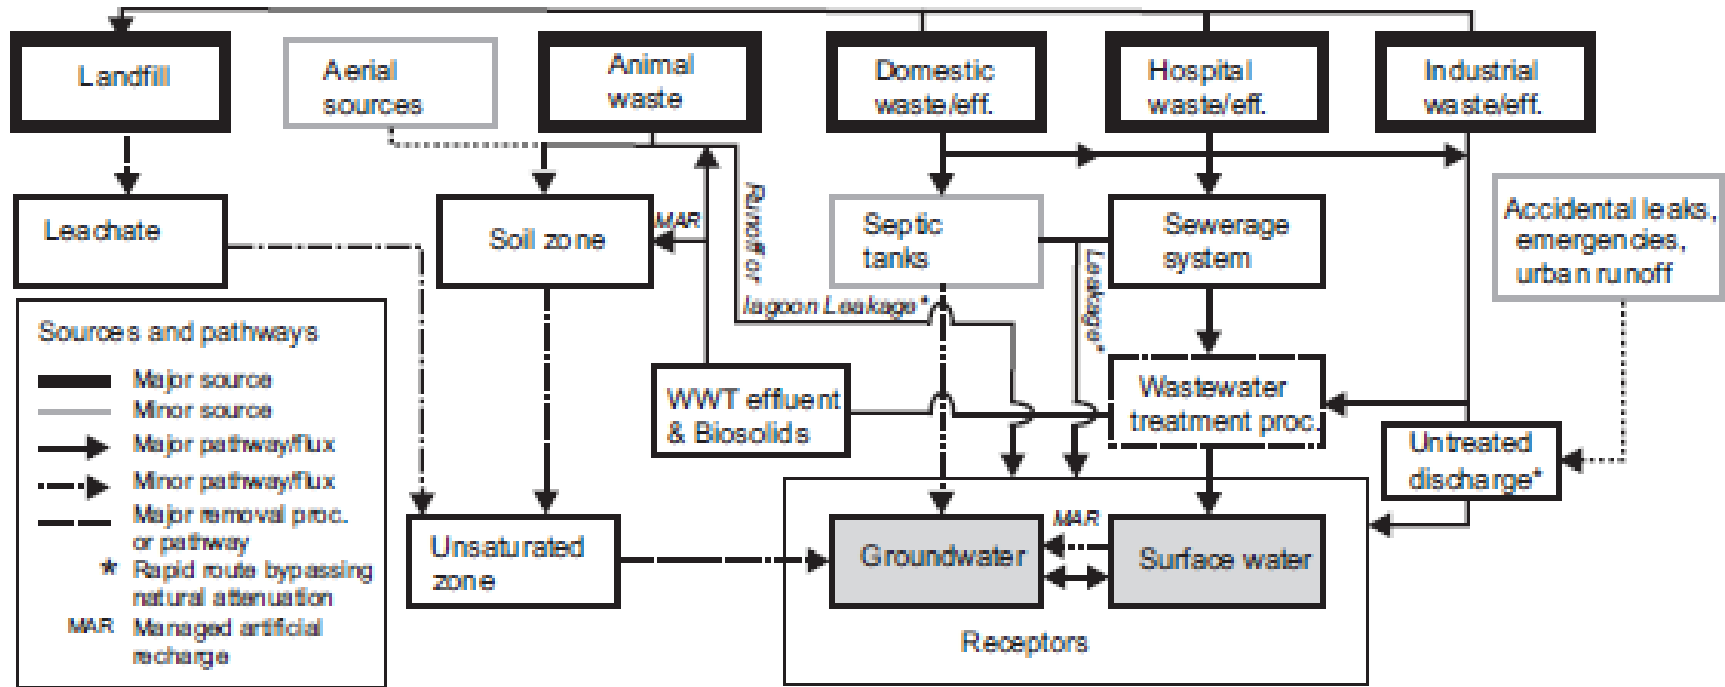 Landfill
Aerial
sources
Animal
waste
Domestic
waste/eff.
Hospital
waste/eff.
Industrial
waste/eff.
Leachate
Soil zone
MAR
Runoff or
lagoon Leakage*
Septic
tanks
Leakage*
Sewerage
system
Accidental leaks,
emergencies,
urban runoff
Sources and pathways
Major source
Minor source
Major pathway/flux
Minor pathway/flux
Major removal proc.
or pathway
* Rapid route bypassing
natural attenuation
MAR Managed artificial
recharge
WWT effluent
& Biosolids
Wastewater
treatment proc.
Untreated
discharge*
Unsaturated
zone
Groundwater
MAR
Surface water
Receptors